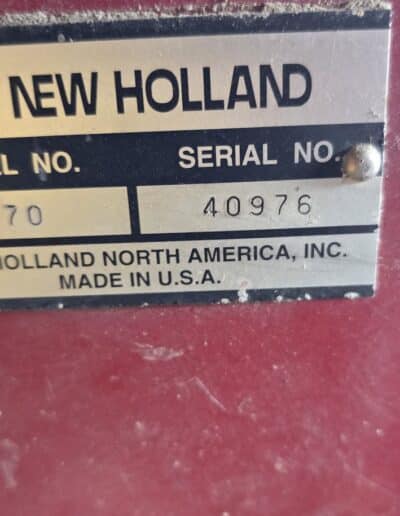 NEW HOLLAND
L NO. SERIAL NO.
70 40976
HOLLAND NORTH AMERICA, INC.
MADE IN U.S.A.